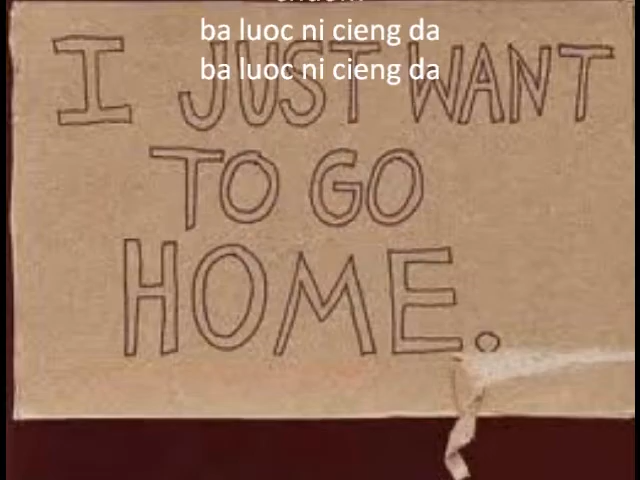 ba luoc ni cieng da
ba luoc ni cieng da
I JUST WANT
TO GO
HOME.